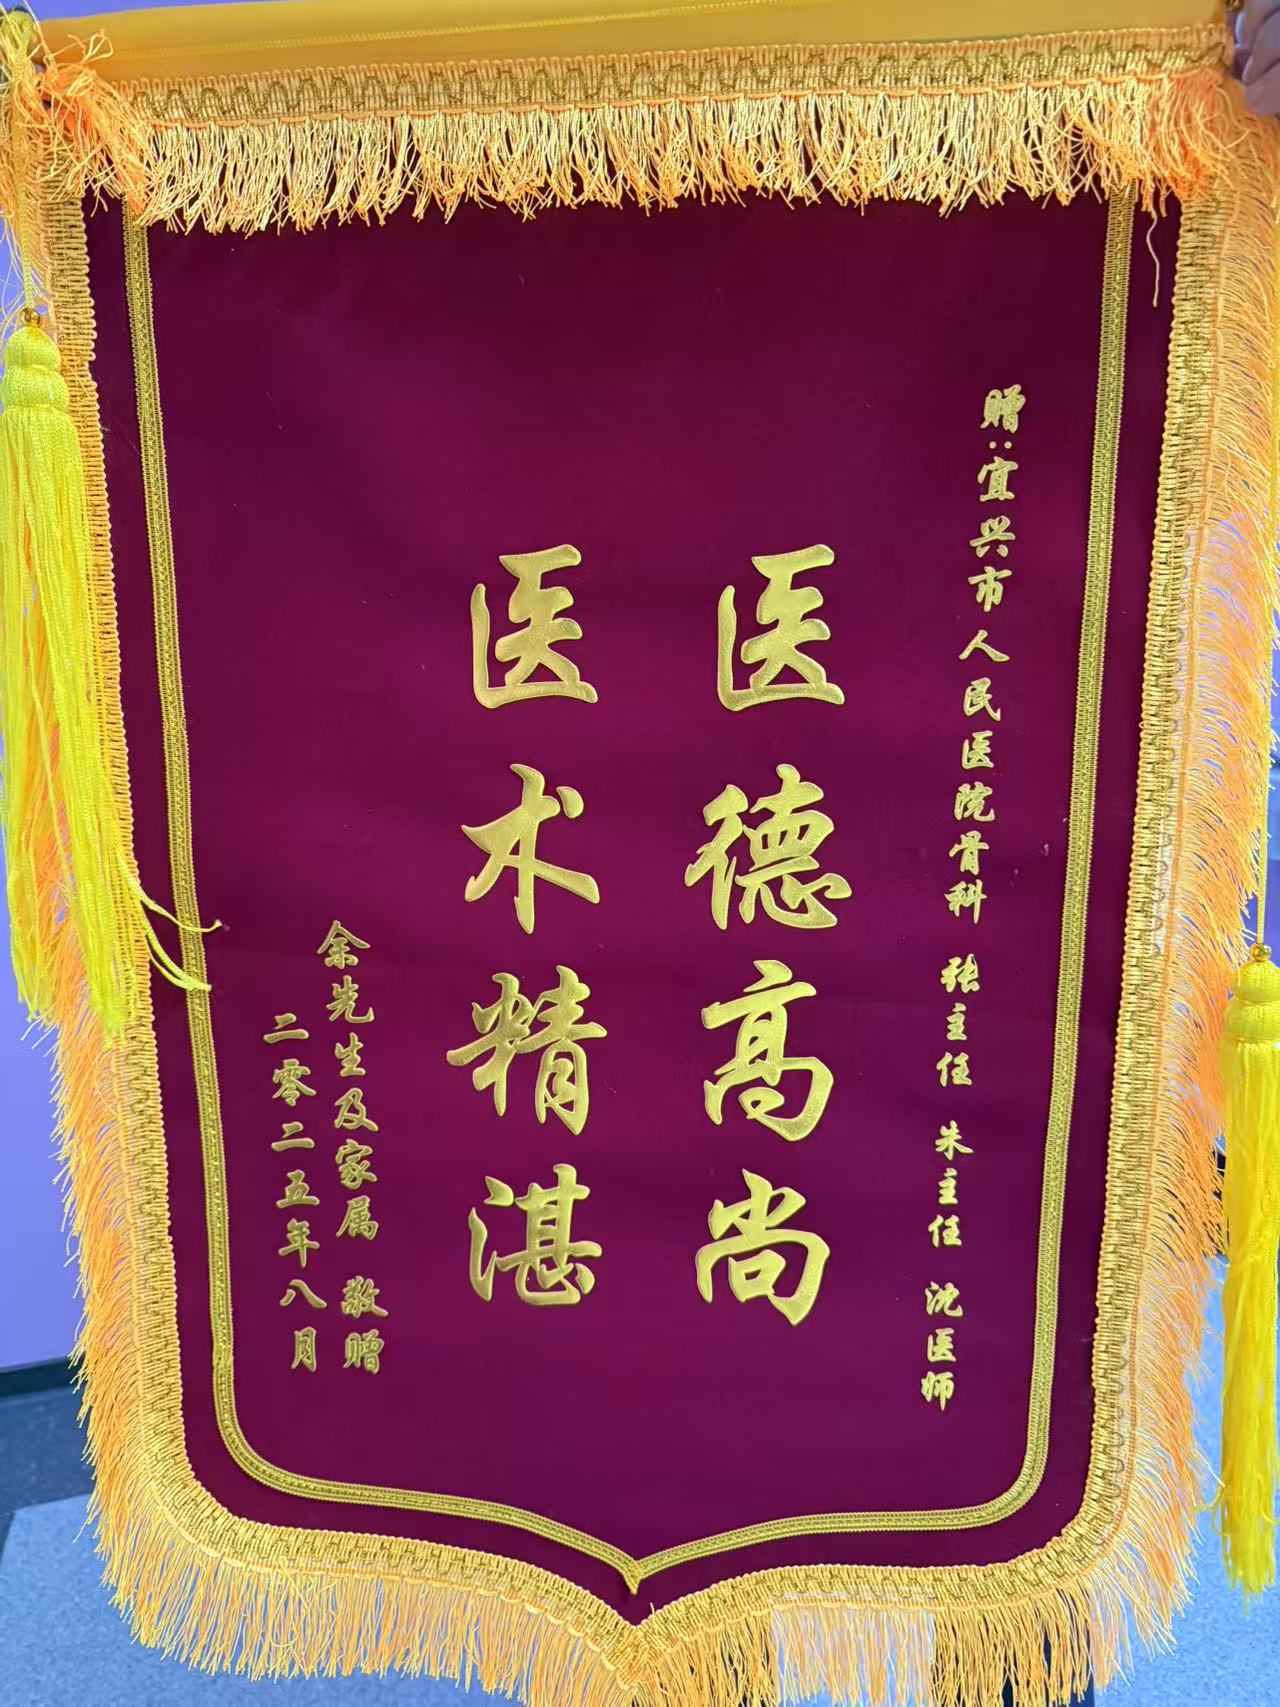 赠:宜兴市人民医院骨科 张主任 朱主任 沈医师
医德高尚
医术精湛
余先生及家属 敬赠
二零二五年八月